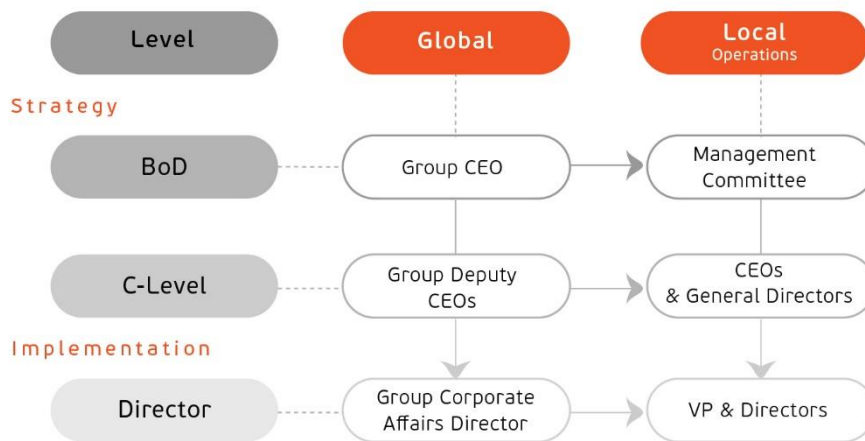 Level
Global
Local
Operations
Strategy
BoD
Group CEO
Management
Committee
C-Level
Group Deputy
CEOs
CEOs
& General Directors
Implementation
Director
Group Corporate
Affairs Director
VP & Directors